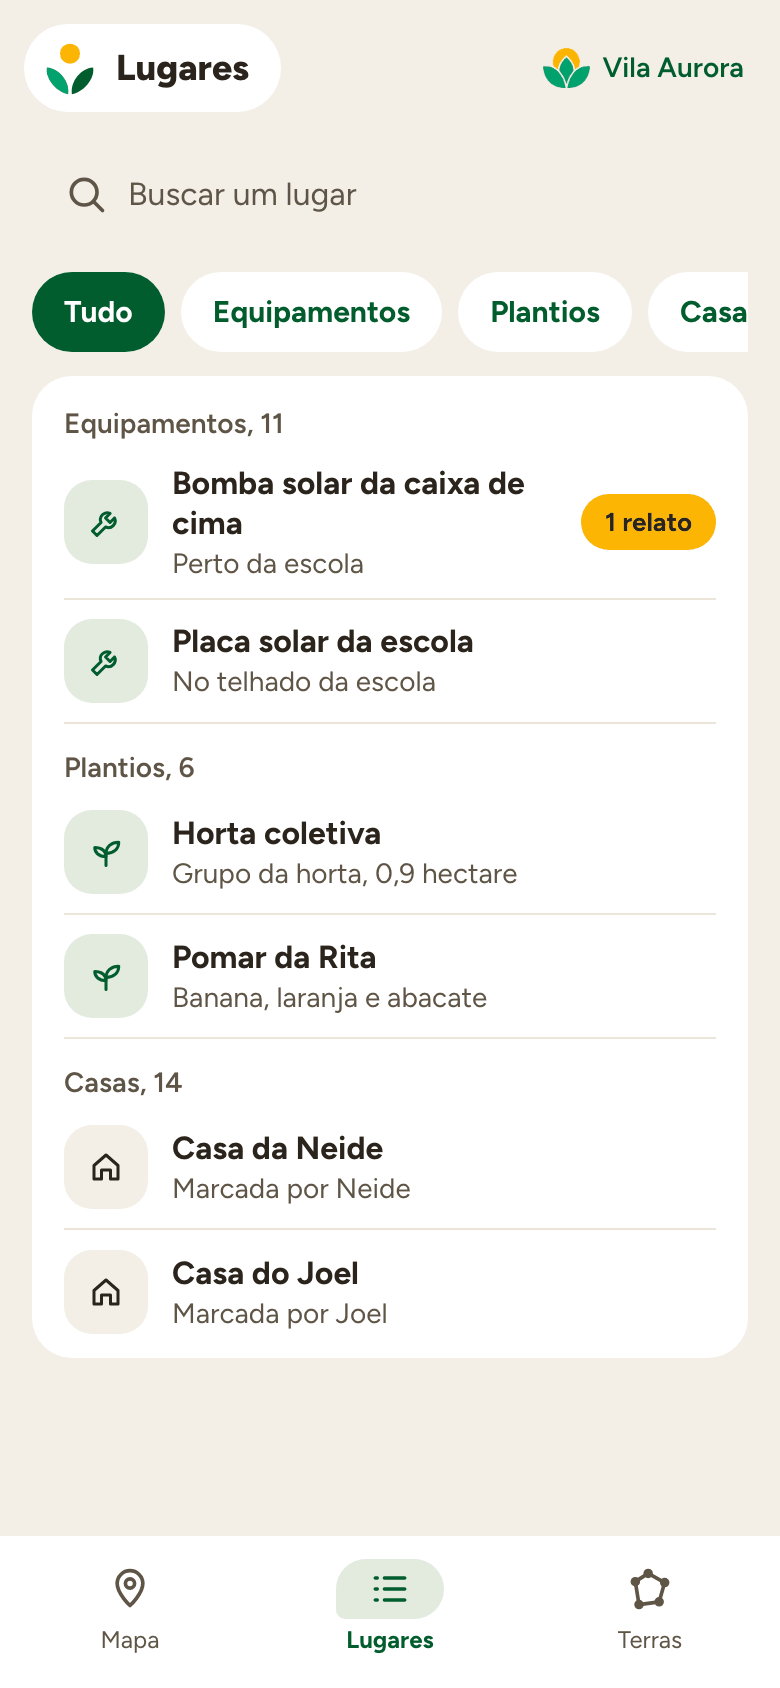 Lugares
Vila Aurora
Buscar um lugar
Tudo
Equipamentos
Plantios
Casa
Equipamentos, 11
Bomba solar da caixa de
cima
Perto da escola
1 relato
Placa solar da escola
No telhado da escola
Plantios, 6
Horta coletiva
Grupo da horta, 0,9 hectare
Pomar da Rita
Banana, laranja e abacate
Casas, 14
Casa da Neide
Marcada por Neide
Casa do Joel
Marcada por Joel
Mapa
Lugares
Terras